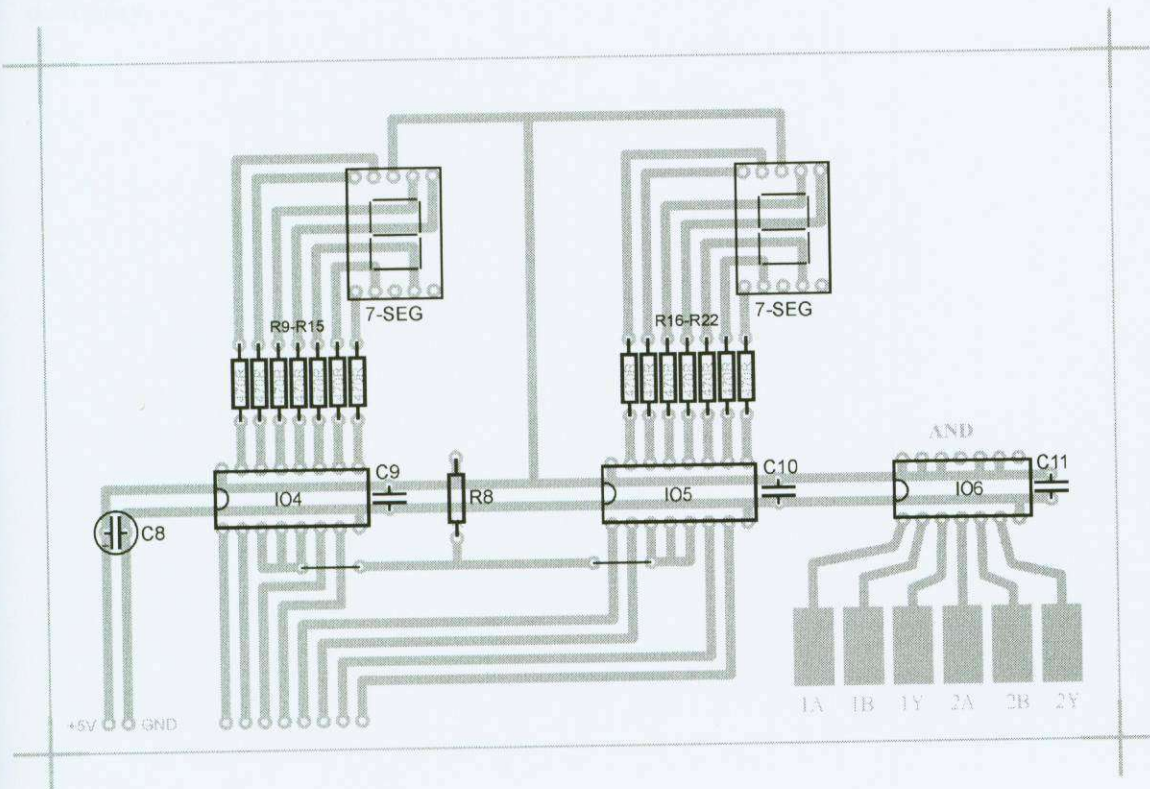 7-SEG
7-SEG
R9-R15
R16-R22
AND
C9
C10
C11
IO4
R8
IO5
IO6
C8
1A 1B 1Y 2A 2B 2Y
+5V GND